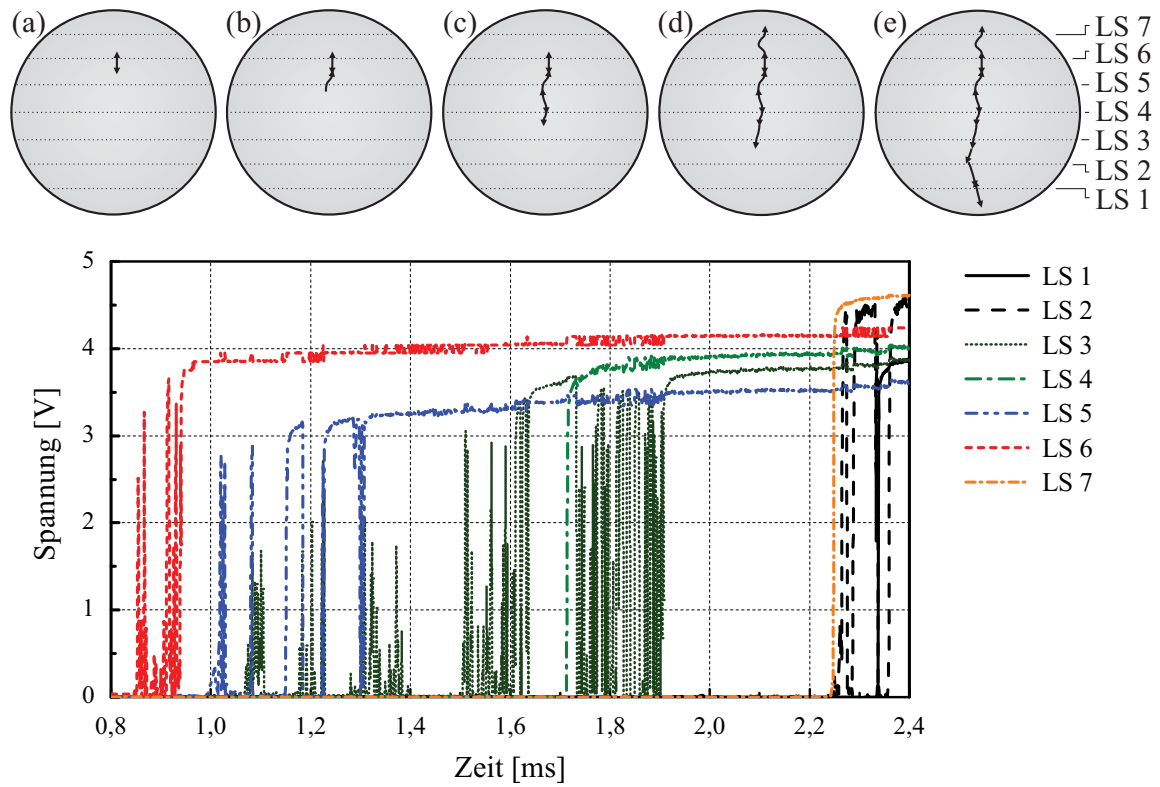 (a) (b) (c) (d) (e)
LS 7
LS 6
LS 5
LS 4
LS 3
LS 2
LS 1
Spannung [V]
5
4
3
2
1
0
0,8 1,0 1,2 1,4 1,6 1,8 2,0 2,2 2,4
Zeit [ms]
LS 1
LS 2
LS 3
LS 4
LS 5
LS 6
LS 7